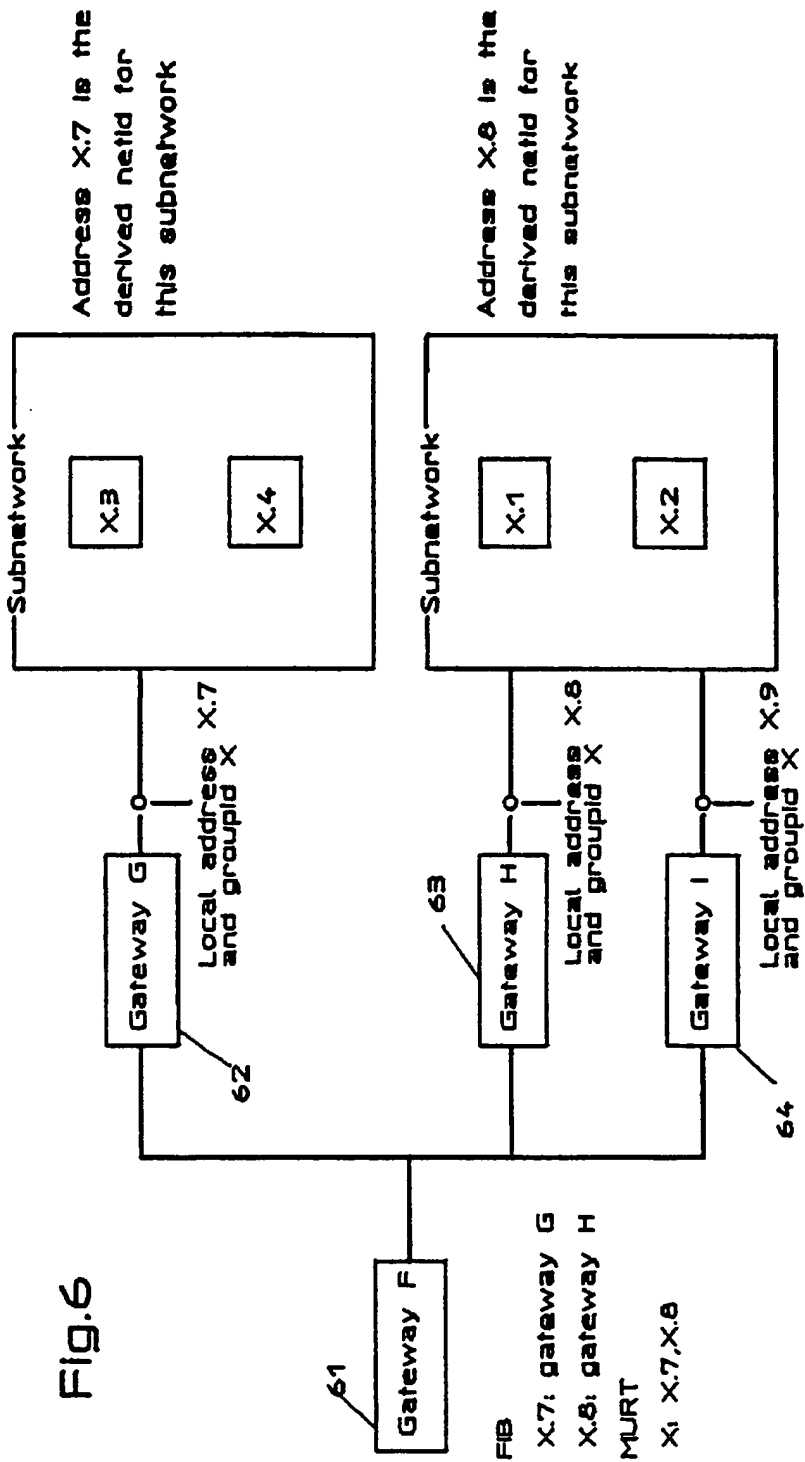 Fig.6
61
Gateway F
FIB
X.7: gateway G
X.8: gateway H
MURT
X: X.7,X.8
Gateway G
62
Local address X.7
and groupid X
Subnetwork
X.3
X.4
Address X.7 is the
derived netid for
this subnetwork
Gateway H
63
Local address X.8
and groupid X
Gateway I
64
Local address X.9
and groupid X
Subnetwork
X.1
X.2
Address X.8 is the
derived netid for
this subnetwork